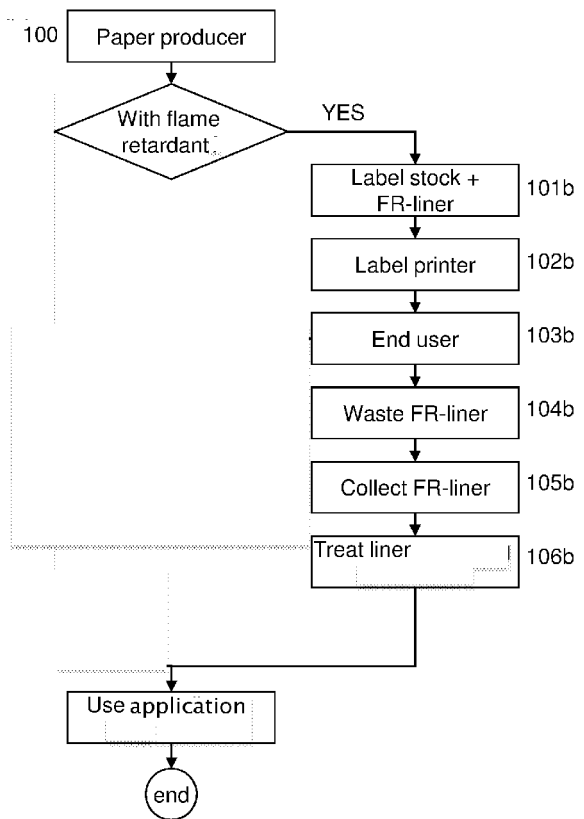 100
Paper producer
With flame
retardant
YES
Label stock +
FR-liner
101b
Label printer
102b
End user
103b
Waste FR-liner
104b
Collect FR-liner
105b
Treat liner
106b
Use application
end